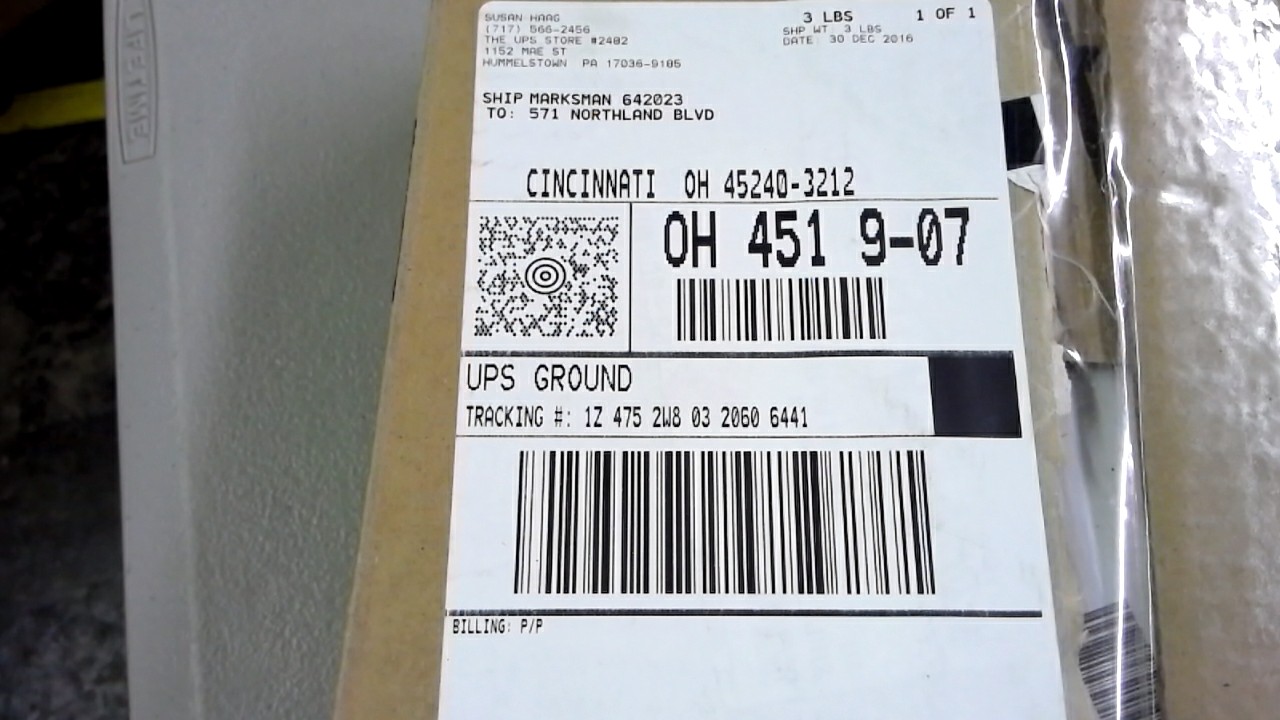 SUSAN HAAG
(717) 566-2456
THE UPS STORE #2482
1152 MAE ST
HUMMELSTOWN PA 17036-9185
3 LBS 1 OF 1
SHP WT: 3 LBS
DATE: 30 DEC 2016
SHIP MARKSMAN 642023
TO: 571 NORTHLAND BLVD
CINCINNATI OH 45240-3212
OH 451 9-07
UPS GROUND
TRACKING #: 1Z 475 2W8 03 2060 6441
BILLING: P/P
LIFETIME